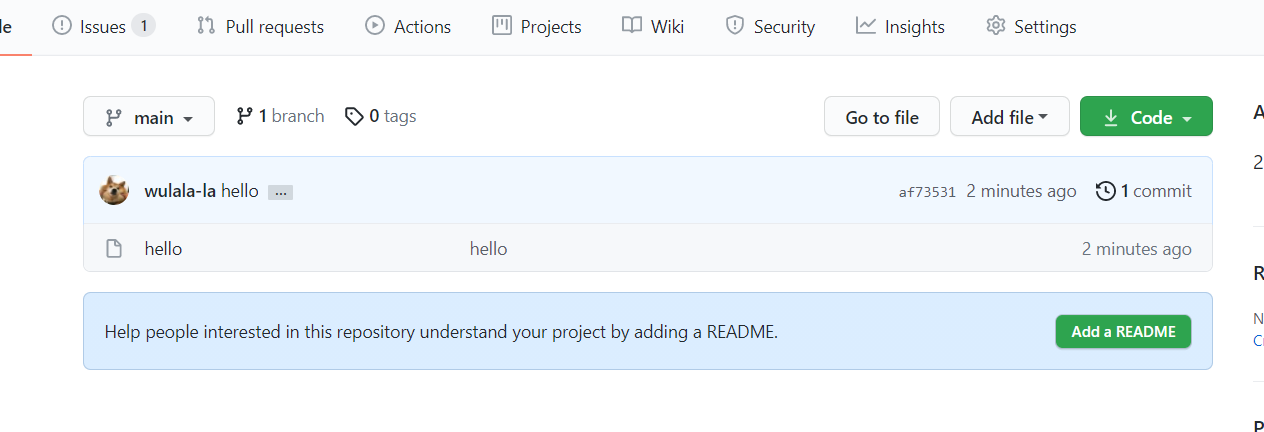 le Issues 1 Pull requests Actions Projects Wiki Security Insights Settings
main 1 branch 0 tags Go to file Add file Code
wulala-la hello ... af73531 2 minutes ago 1 commit
hello hello 2 minutes ago
Help people interested in this repository understand your project by adding a README. Add a README